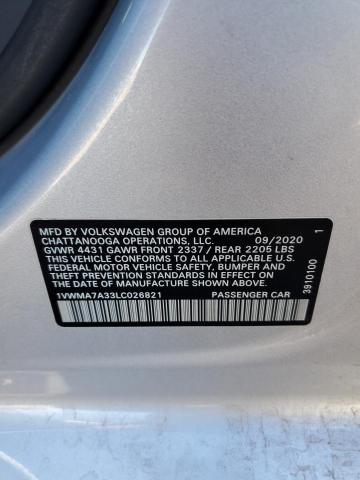 MFD BY VOLKSWAGEN GROUP OF AMERICA
CHATTANOOGA OPERATIONS, LLC. 09/2020
GVWR 4431 GAWR FRONT 2337 / REAR 2205 LBS
THIS VEHICLE CONFORMS TO ALL APPLICABLE U.S.
FEDERAL MOTOR VEHICLE SAFETY, BUMPER AND
THEFT PREVENTION STANDARDS IN EFFECT ON
THE DATE OF MANUFACTURE SHOWN ABOVE.
1VWMA7A33LC026821 PASSENGER CAR
3910100 1